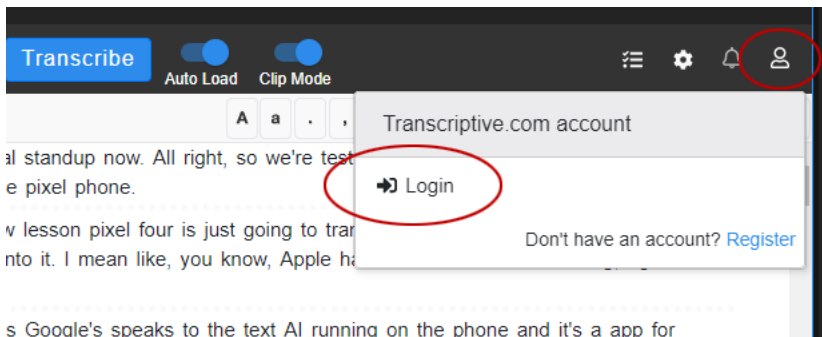 Transcribe
Auto Load
Clip Mode
A a . ,
Transcriptive.com account
Login
Don't have an account? Register
al standup now. All right, so we're test
e pixel phone.
w lesson pixel four is just going to tra
nto it. I mean like, you know, Apple ha
s Google's speaks to the text AI running on the phone and it's a app for